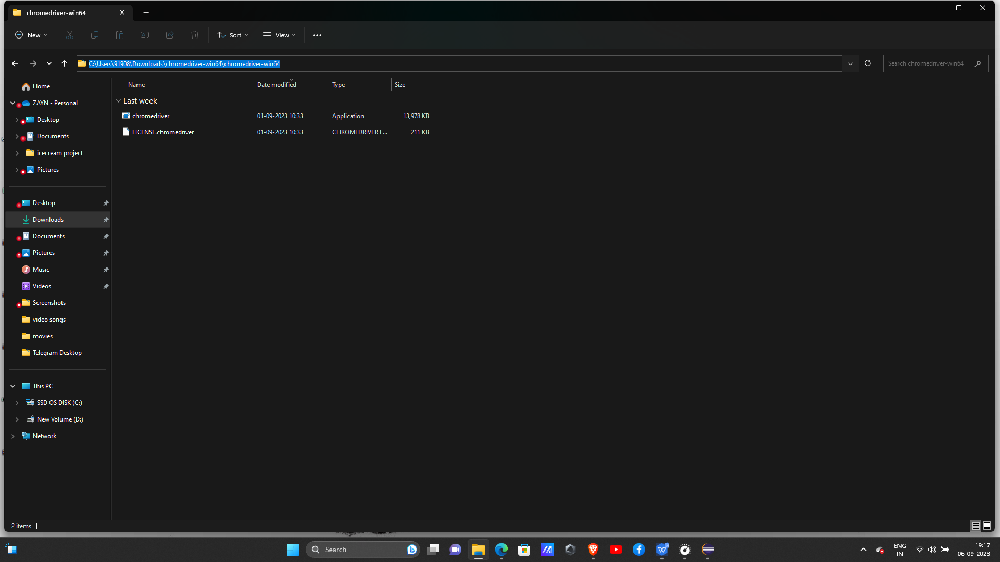 chromedriver-win64
New
Sort
View
C:\Users\91908\Downloads\chromedriver-win64\chromedriver-win64
Search chromedriver-win64
Name Date modified Type Size
Last week
chromedriver 01-09-2023 10:33 Application 13,978 KB
LICENSE.chromedriver 01-09-2023 10:33 CHROMEDRIVER F... 211 KB
Home
ZAYN - Personal
Desktop
Documents
icecream project
Pictures
Desktop
Downloads
Documents
Pictures
Music
Videos
Screenshots
video songs
movies
Telegram Desktop
This PC
SSD OS DISK (C:)
New Volume (D:)
Network
2 items
Search
ENG
IN
19:17
06-09-2023